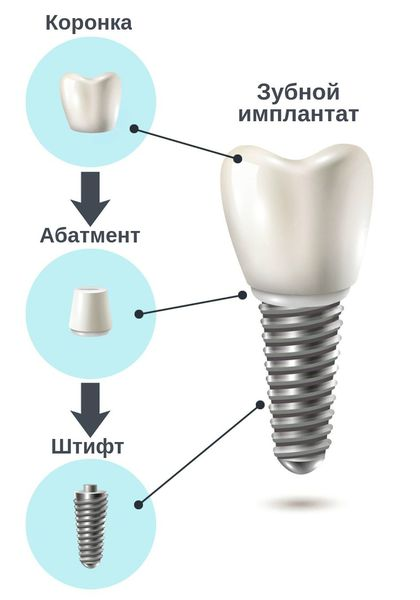 Коронка
Зубной
имплантат
Абатмент
Штифт